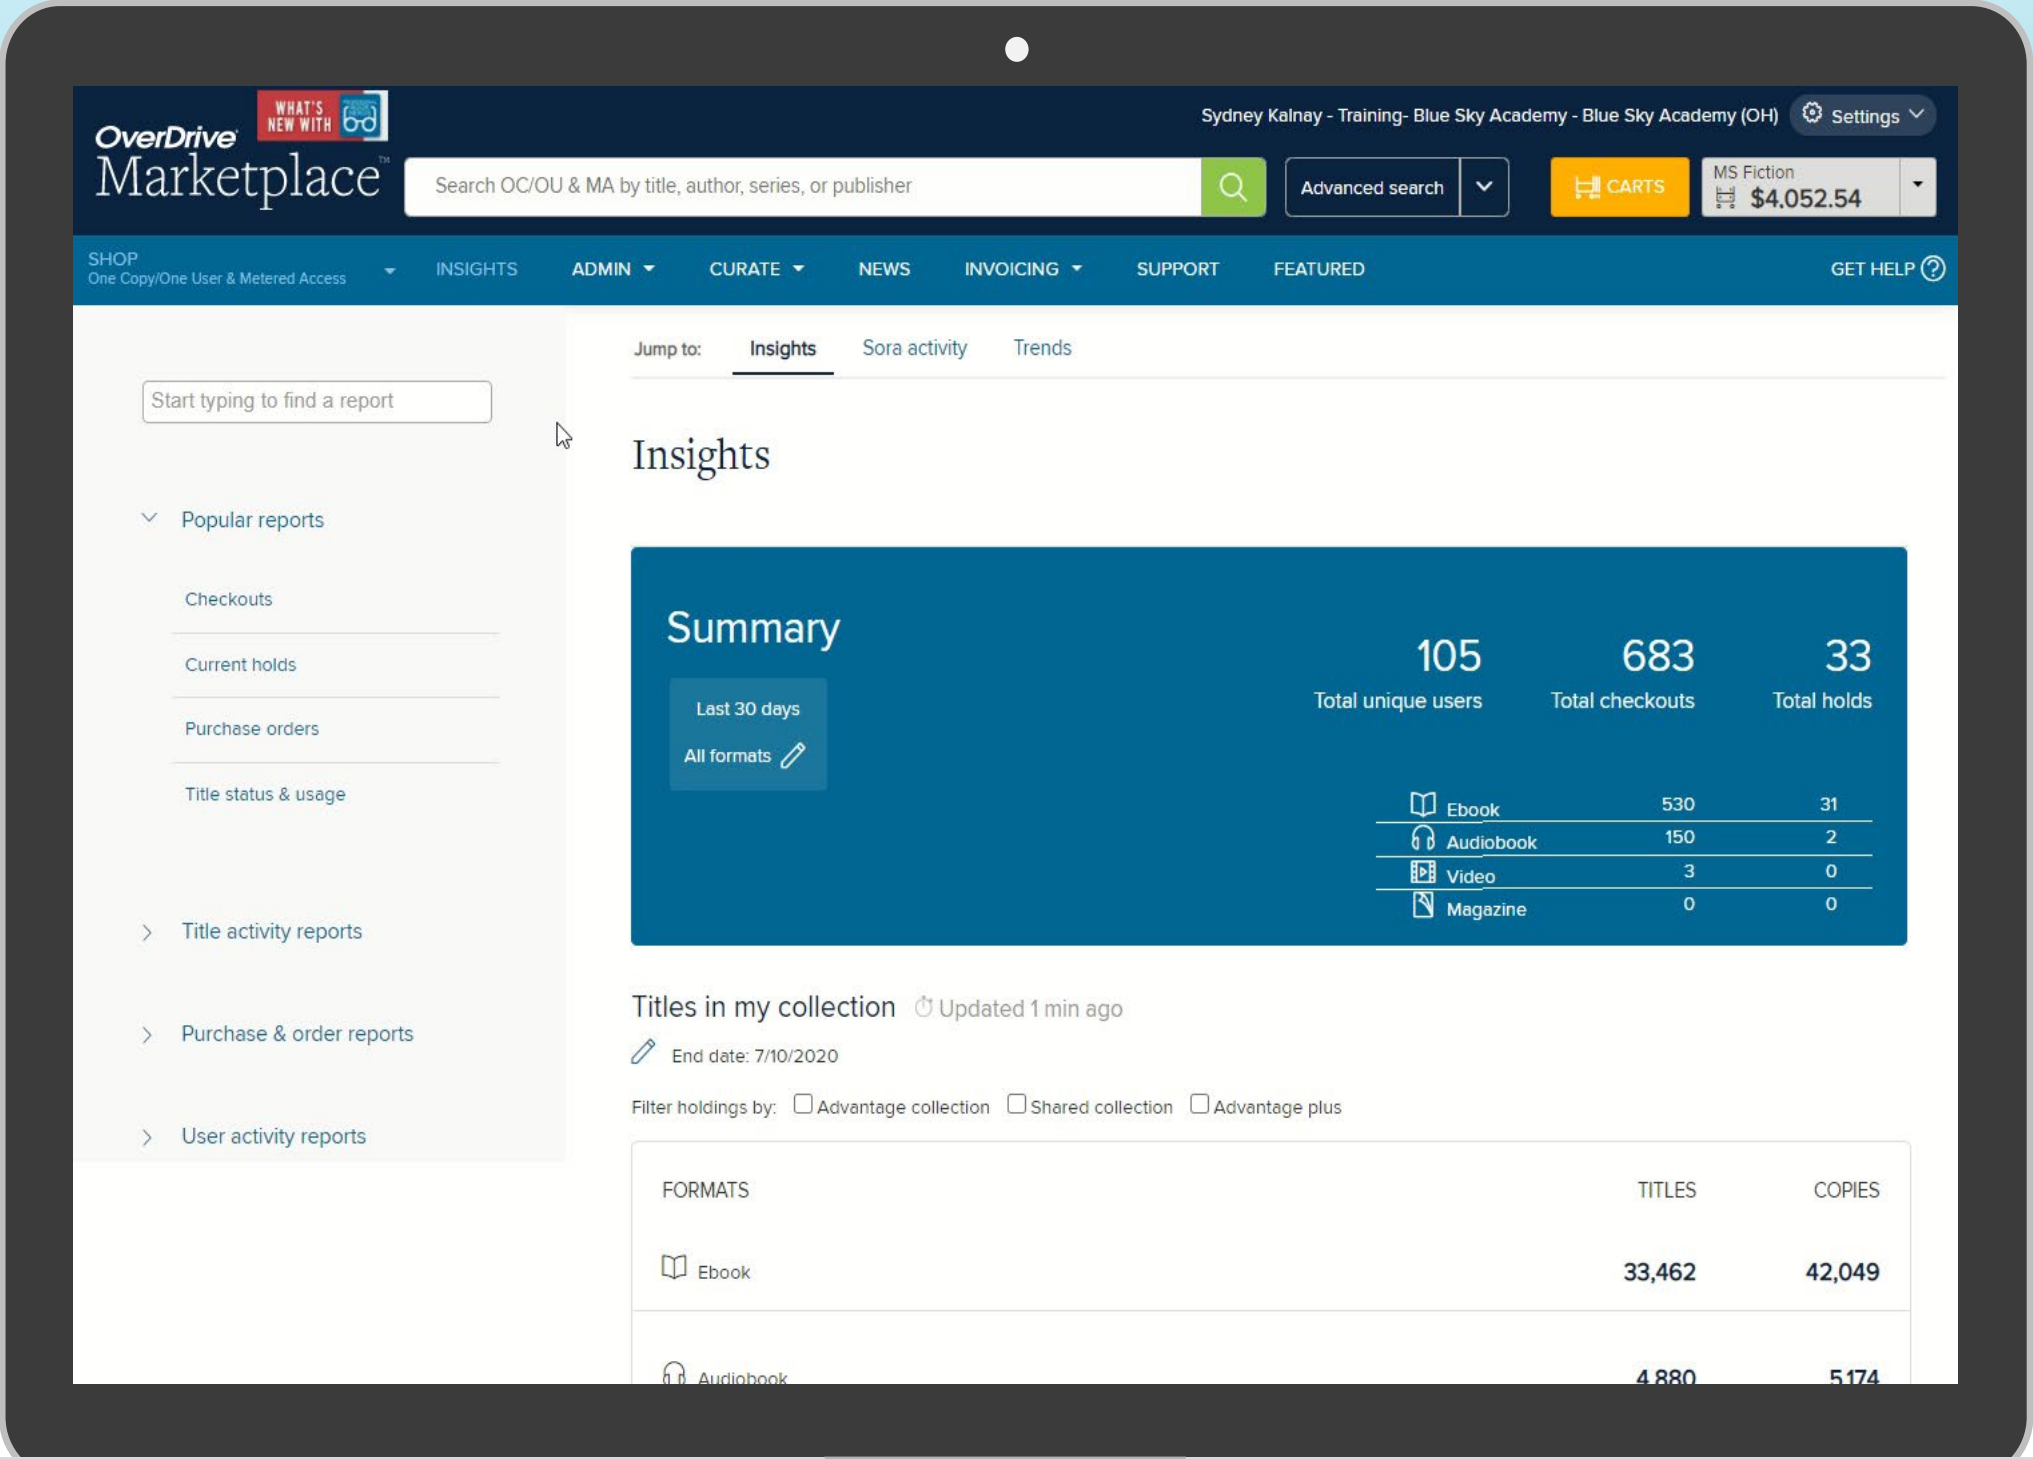 WHAT'S
NEW WITH
OverDrive
Marketplace™
Sydney Kalnay - Training- Blue Sky Academy - Blue Sky Academy (OH)
Settings
Search OC/OU & MA by title, author, series, or publisher
Advanced search
CARTS
MS Fiction
$4,052.54
SHOP
One Copy/One User & Metered Access
INSIGHTS
ADMIN
CURATE
NEWS
INVOICING
SUPPORT
FEATURED
GET HELP ?
Start typing to find a report
Popular reports
Checkouts
Current holds
Purchase orders
Title status & usage
Title activity reports
Purchase & order reports
User activity reports
Jump to: Insights Sora activity Trends
Insights
Summary
Last 30 days
All formats
105 683 33
Total unique users Total checkouts Total holds
Ebook 530 31
Audiobook 150 2
Video 3 0
Magazine 0 0
Titles in my collection Updated 1 min ago
End date: 7/10/2020
Filter holdings by: Advantage collection Shared collection Advantage plus
FORMATS TITLES COPIES
Ebook 33,462 42,049
Audiobook 4,880 5,174